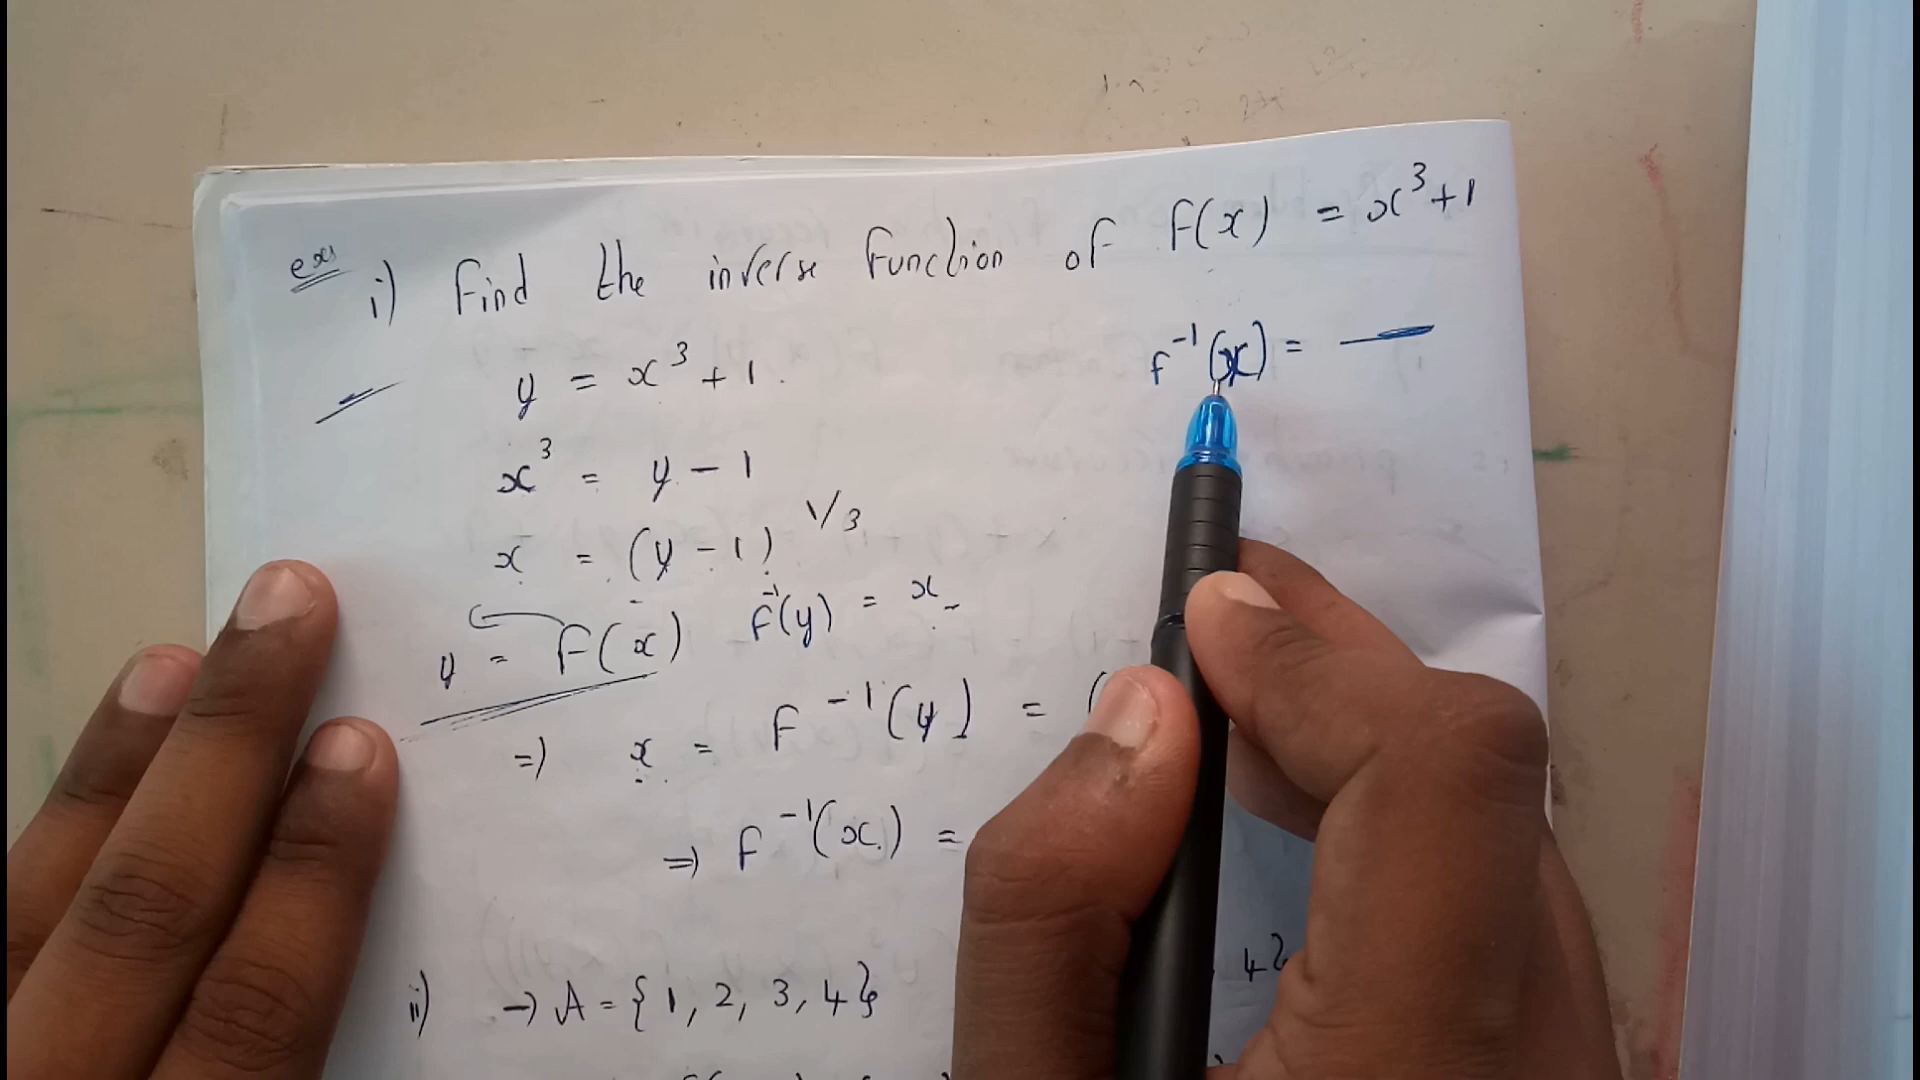 ex:
i) Find the inverse function of f(x) = x³+1
f⁻¹(x) = —
y = x³ + 1.
x³ = y - 1
x = (y - 1)^1/3
y = f(x) f⁻¹(y) = x
=) x = f⁻¹(y) = (
=) f⁻¹(x) =
ii) → A = {1, 2, 3, 4} 4}